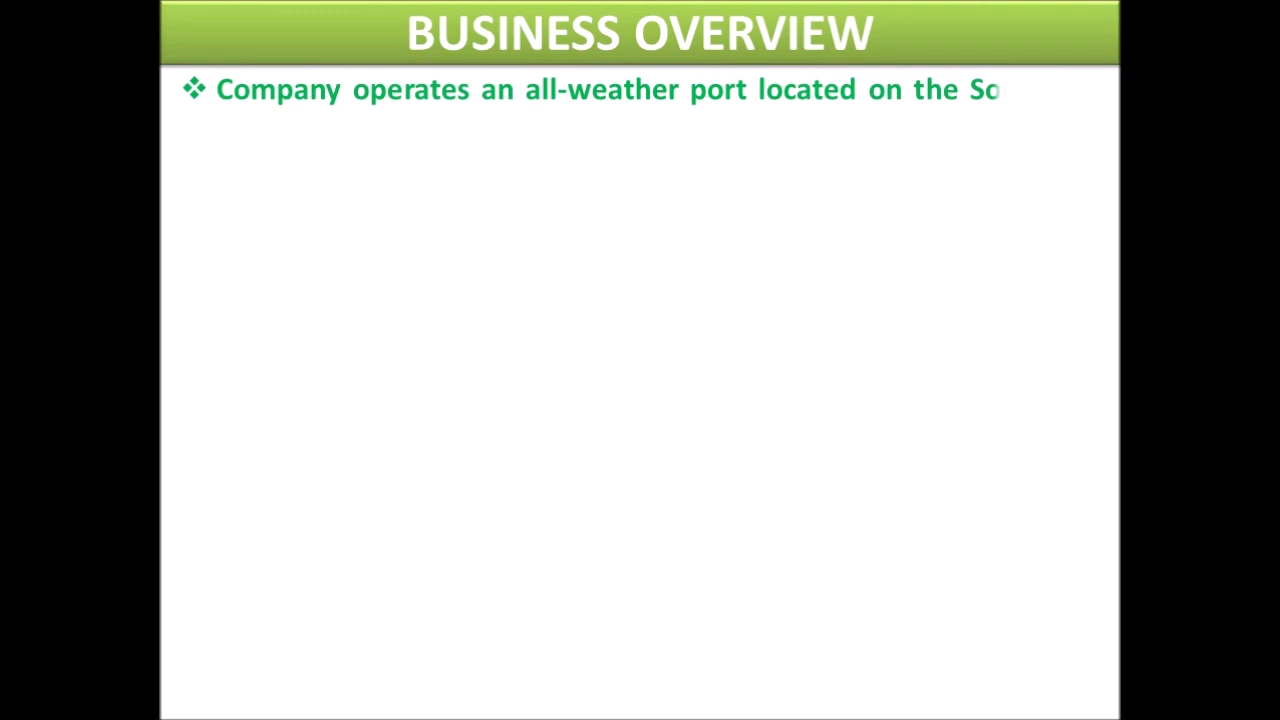 BUSINESS OVERVIEW
❖ Company operates an all-weather port located on the